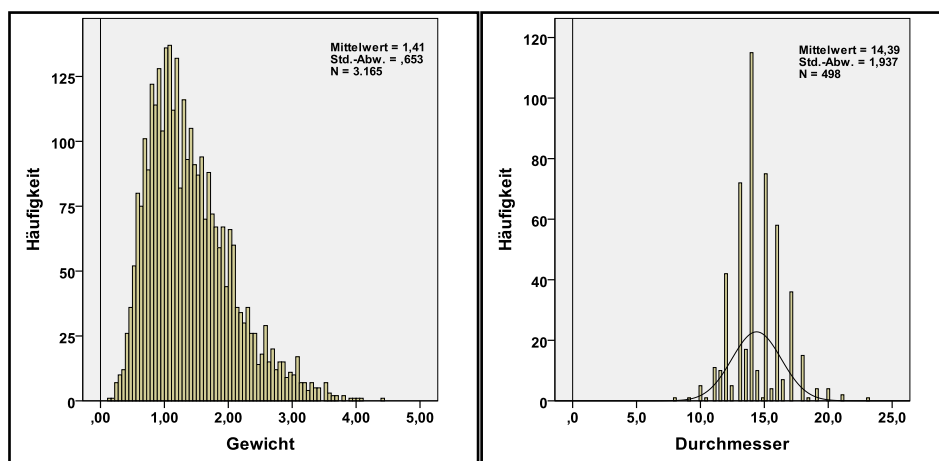 Mittelwert = 1,41
Std.-Abw. = ,653
N = 3.165
Häufigkeit
125
100
75
50
25
0
,00 1,00 2,00 3,00 4,00 5,00
Gewicht
Mittelwert = 14,39
Std.-Abw. = 1,937
N = 498
Häufigkeit
120
100
80
60
40
20
0
,0 5,0 10,0 15,0 20,0 25,0
Durchmesser